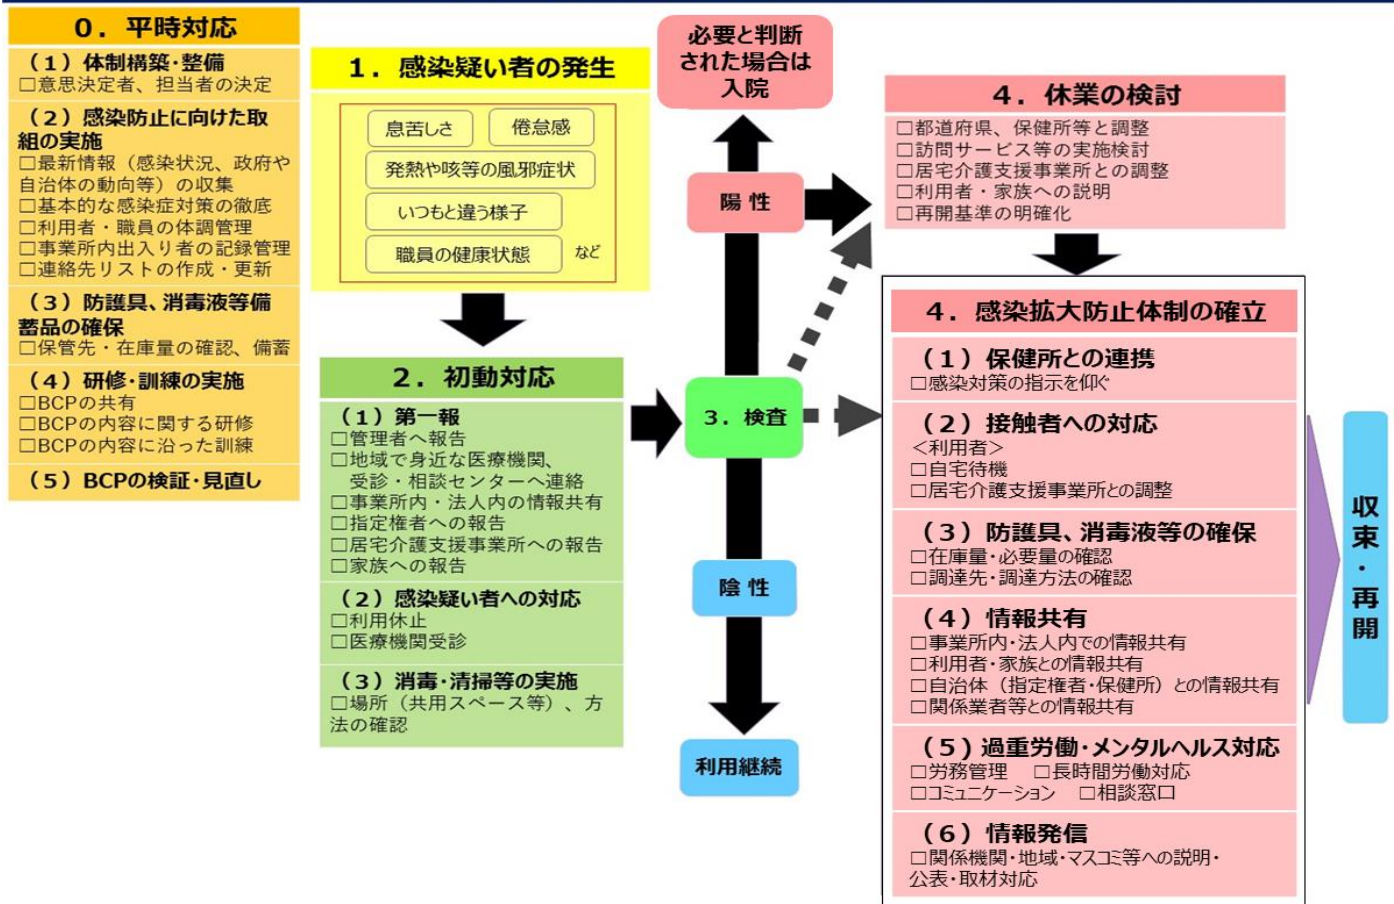 0．平時対応
（1）体制構築・整備
□意思決定者、担当者の決定
（2）感染防止に向けた取
組の実施
□最新情報（感染状況、政府や
自治体の動向等）の収集
□基本的な感染症対策の徹底
□利用者・職員の体調管理
□事業所内出入り者の記録管理
□連絡先リストの作成・更新
（3）防護具、消毒液等備
蓄品の確保
□保管先・在庫量の確認、備蓄
（4）研修・訓練の実施
□BCPの共有
□BCPの内容に関する研修
□BCPの内容に沿った訓練
（5）BCPの検証・見直し
1．感染疑い者の発生
息苦しさ
倦怠感
発熱や咳等の風邪症状
いつもと違う様子
職員の健康状態
など
2．初動対応
（1）第一報
□管理者へ報告
□地域で身近な医療機関、
受診・相談センターへ連絡
□事業所内・法人内の情報共有
□指定権者への報告
□居宅介護支援事業所への報告
□家族への報告
（2）感染疑い者への対応
□利用休止
□医療機関受診
（3）消毒・清掃等の実施
□場所（共用スペース等）、方
法の確認
必要と判断
された場合は
入院
陽 性
3．検査
陰 性
利用継続
4．休業の検討
□都道府県、保健所等と調整
□訪問サービス等の実施検討
□居宅介護支援事業所との調整
□利用者・家族への説明
□再開基準の明確化
4．感染拡大防止体制の確立
（1）保健所との連携
□感染対策の指示を仰ぐ
（2）接触者への対応
＜利用者＞
□自宅待機
□居宅介護支援事業所との調整
（3）防護具、消毒液等の確保
□在庫量・必要量の確認
□調達先・調達方法の確認
（4）情報共有
□事業所内・法人内での情報共有
□利用者・家族との情報共有
□自治体（指定権者・保健所）との情報共有
□関係業者等との情報共有
（5）過重労働・メンタルヘルス対応
□労務管理　□長時間労働対応
□コミュニケーション　□相談窓口
（6）情報発信
□関係機関・地域・マスコミ等への説明・
公表・取材対応
収束・再開